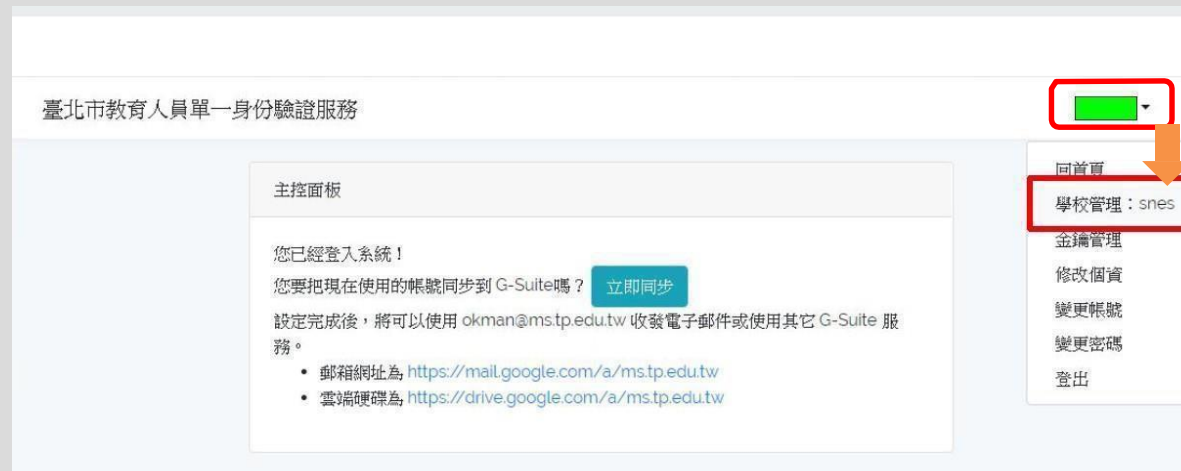 臺北市教育人員單一身份驗證服務
主控面板
您已經登入系統！
您要把現在使用的帳號同步到 G-Suite嗎？ 立即同步
設定完成後，將可以使用 okman@ms.tp.edu.tw 收發電子郵件或使用其它 G-Suite 服
務。
• 郵箱網址為 https://mail.google.com/a/ms.tp.edu.tw
• 雲端硬碟為 https://drive.google.com/a/ms.tp.edu.tw
回首頁
學校管理：snes
金鑰管理
修改個資
變更帳號
變更密碼
登出